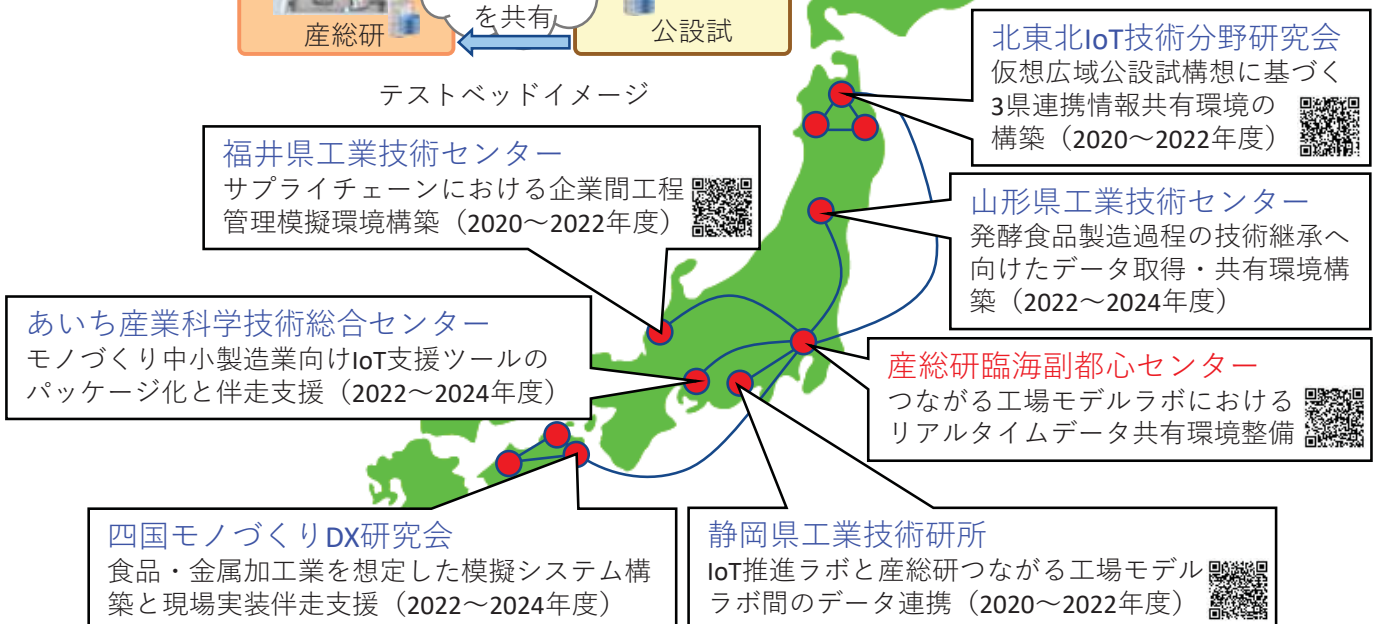 を共有
産総研
公設試
テストベッドイメージ
北東北IoT技術分野研究会
仮想広域公設試構想に基づく
3県連携情報共有環境の
構築（2020～2022年度）
福井県工業技術センター
サプライチェーンにおける企業間工程
管理模擬環境構築（2020～2022年度）
山形県工業技術センター
発酵食品製造過程の技術継承へ
向けたデータ取得・共有環境構
築（2022～2024年度）
あいち産業科学技術総合センター
モノづくり中小製造業向けIoT支援ツールの
パッケージ化と伴走支援（2022～2024年度）
産総研臨海副都心センター
つながる工場モデルラボにおける
リアルタイムデータ共有環境整備
四国モノづくりDX研究会
食品・金属加工業を想定した模擬システム構
築と現場実装伴走支援（2022～2024年度）
静岡県工業技術研所
IoT推進ラボと産総研つながる工場モデル
ラボ間のデータ連携（2020～2022年度）